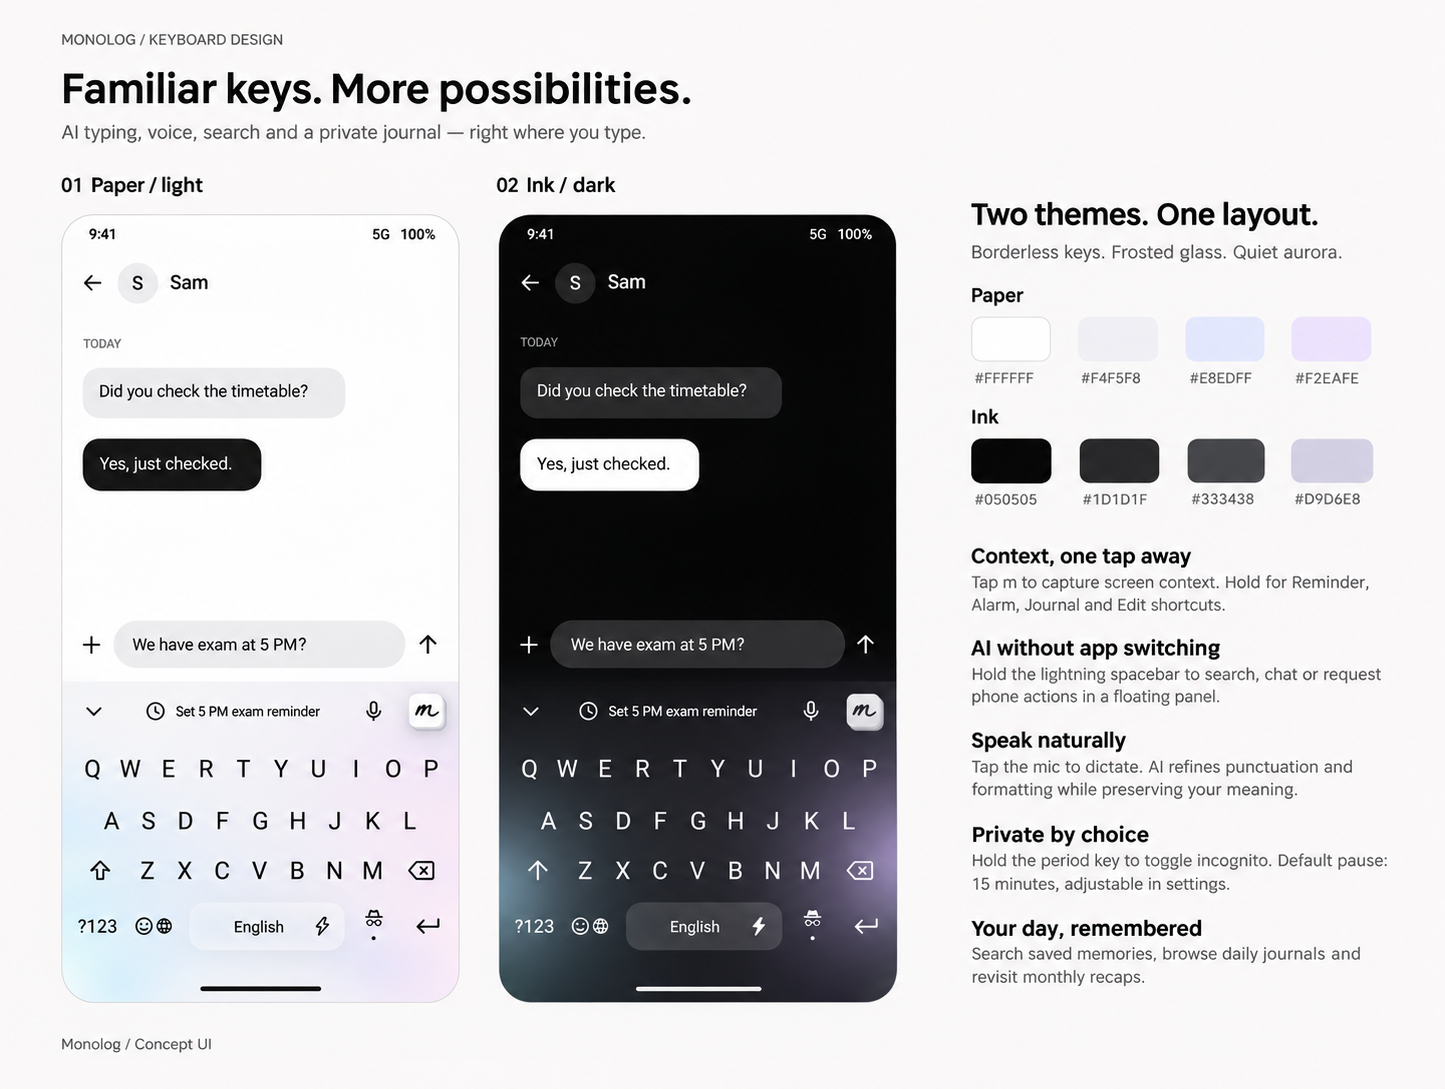 MONOLOG / KEYBOARD DESIGN
Familiar keys. More possibilities.
AI typing, voice, search and a private journal — right where you type.
01 Paper / light
9:41 5G 100%
S Sam
TODAY
Did you check the timetable?
Yes, just checked.
We have exam at 5 PM?
Set 5 PM exam reminder m
Q W E R T Y U I O P
A S D F G H J K L
Z X C V B N M
?123 English .
02 Ink / dark
9:41 5G 100%
S Sam
TODAY
Did you check the timetable?
Yes, just checked.
We have exam at 5 PM?
Set 5 PM exam reminder m
Q W E R T Y U I O P
A S D F G H J K L
Z X C V B N M
?123 English .
Two themes. One layout.
Borderless keys. Frosted glass. Quiet aurora.
Paper
#FFFFFF #F4F5F8 #E8EDFF #F2EAFE
Ink
#050505 #1D1D1F #333438 #D9D6E8
Context, one tap away
Tap m to capture screen context. Hold for Reminder,
Alarm, Journal and Edit shortcuts.
AI without app switching
Hold the lightning spacebar to search, chat or request
phone actions in a floating panel.
Speak naturally
Tap the mic to dictate. AI refines punctuation and
formatting while preserving your meaning.
Private by choice
Hold the period key to toggle incognito. Default pause:
15 minutes, adjustable in settings.
Your day, remembered
Search saved memories, browse daily journals and
revisit monthly recaps.
Monolog / Concept UI